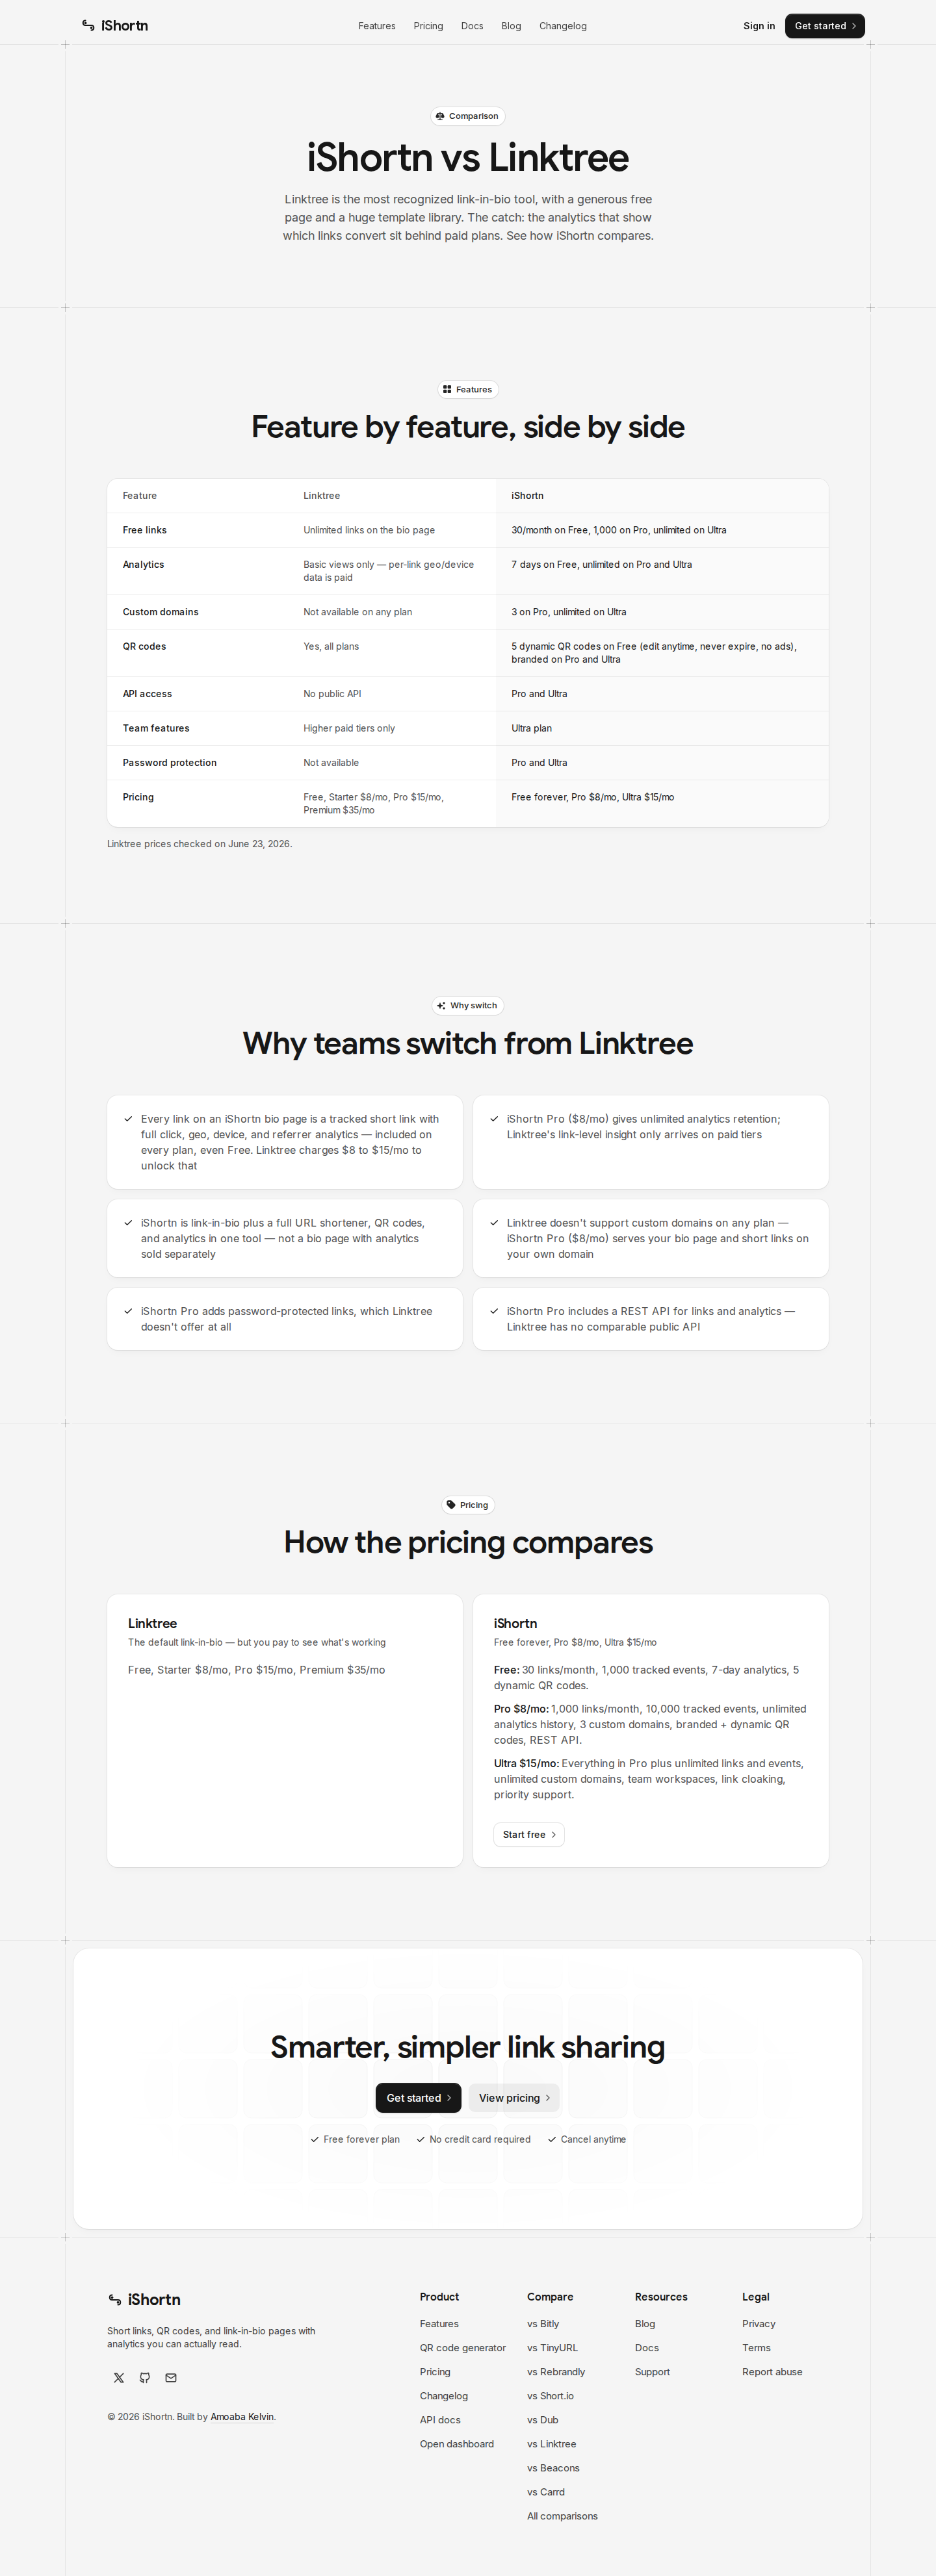 iShortn
Features
Pricing
Docs
Blog
Changelog
Sign in
Get started
Comparison
iShortn vs Linktree
Linktree is the most recognized link-in-bio tool, with a generous free
page and a huge template library. The catch: the analytics that show
which links convert sit behind paid plans. See how iShortn compares.
Features
Feature by feature, side by side
Feature
Linktree
iShortn
Free links
Unlimited links on the bio page
30/month on Free, 1,000 on Pro, unlimited on Ultra
Analytics
Basic views only — per-link geo/device
data is paid
7 days on Free, unlimited on Pro and Ultra
Custom domains
Not available on any plan
3 on Pro, unlimited on Ultra
QR codes
Yes, all plans
5 dynamic QR codes on Free (edit anytime, never expire, no ads),
branded on Pro and Ultra
API access
No public API
Pro and Ultra
Team features
Higher paid tiers only
Ultra plan
Password protection
Not available
Pro and Ultra
Pricing
Free, Starter $8/mo, Pro $15/mo,
Premium $35/mo
Free forever, Pro $8/mo, Ultra $15/mo
Linktree prices checked on June 23, 2026.
Why switch
Why teams switch from Linktree
Every link on an iShortn bio page is a tracked short link with
full click, geo, device, and referrer analytics — included on
every plan, even Free. Linktree charges $8 to $15/mo to
unlock that
iShortn Pro ($8/mo) gives unlimited analytics retention;
Linktree's link-level insight only arrives on paid tiers
iShortn is link-in-bio plus a full URL shortener, QR codes,
and analytics in one tool — not a bio page with analytics
sold separately
Linktree doesn't support custom domains on any plan —
iShortn Pro ($8/mo) serves your bio page and short links on
your own domain
iShortn Pro adds password-protected links, which Linktree
doesn't offer at all
iShortn Pro includes a REST API for links and analytics —
Linktree has no comparable public API
Pricing
How the pricing compares
Linktree
The default link-in-bio — but you pay to see what's working
Free, Starter $8/mo, Pro $15/mo, Premium $35/mo
iShortn
Free forever, Pro $8/mo, Ultra $15/mo
Free: 30 links/month, 1,000 tracked events, 7-day analytics, 5
dynamic QR codes.
Pro $8/mo: 1,000 links/month, 10,000 tracked events, unlimited
analytics history, 3 custom domains, branded + dynamic QR
codes, REST API.
Ultra $15/mo: Everything in Pro plus unlimited links and events,
unlimited custom domains, team workspaces, link cloaking,
priority support.
Start free
Smarter, simpler link sharing
Get started
View pricing
Free forever plan
No credit card required
Cancel anytime
iShortn
Short links, QR codes, and link-in-bio pages with
analytics you can actually read.
© 2026 iShortn. Built by Amoaba Kelvin.
Product
Features
QR code generator
Pricing
Changelog
API docs
Open dashboard
Compare
vs Bitly
vs TinyURL
vs Rebrandly
vs Short.io
vs Dub
vs Linktree
vs Beacons
vs Carrd
All comparisons
Resources
Blog
Docs
Support
Legal
Privacy
Terms
Report abuse